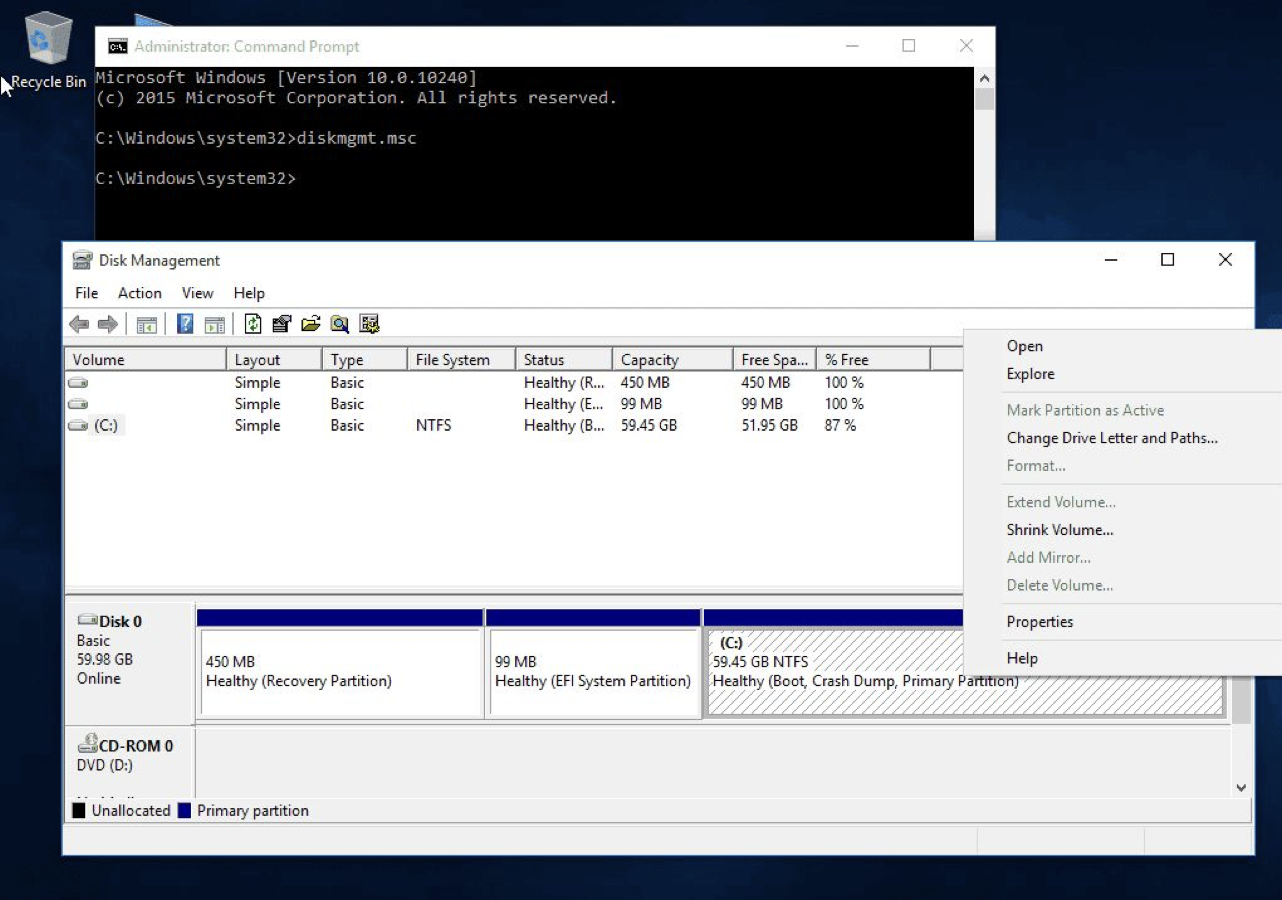 Recycle Bin
Administrator: Command Prompt
Microsoft Windows [Version 10.0.10240]
(c) 2015 Microsoft Corporation. All rights reserved.
C:\Windows\system32>diskmgmt.msc
C:\Windows\system32>
Disk Management
File Action View Help
Volume Layout Type File System Status Capacity Free Spa... % Free
Simple Basic Healthy (R... 450 MB 450 MB 100 %
Simple Basic Healthy (E... 99 MB 99 MB 100 %
(C:) Simple Basic NTFS Healthy (B... 59.45 GB 51.95 GB 87 %
Open
Explore
Mark Partition as Active
Change Drive Letter and Paths...
Format...
Extend Volume...
Shrink Volume...
Add Mirror...
Delete Volume...
Properties
Help
Disk 0
Basic
59.98 GB
Online
450 MB
Healthy (Recovery Partition)
99 MB
Healthy (EFI System Partition)
(C:)
59.45 GB NTFS
Healthy (Boot, Crash Dump, Primary Partition)
CD-ROM 0
DVD (D:)
Unallocated Primary partition